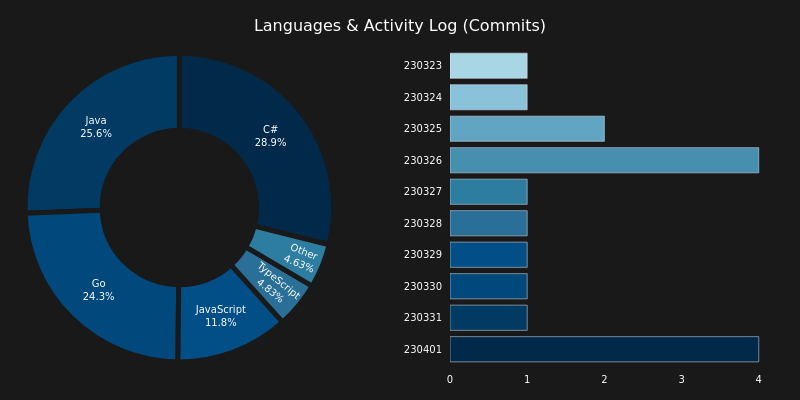 Languages & Activity Log (Commits)
C#
28.9%
Java
25.6%
Go
24.3%
JavaScript
11.8%
TypeScript
4.83%
Other
4.63%
230323
230324
230325
230326
230327
230328
230329
230330
230331
230401
0 1 2 3 4